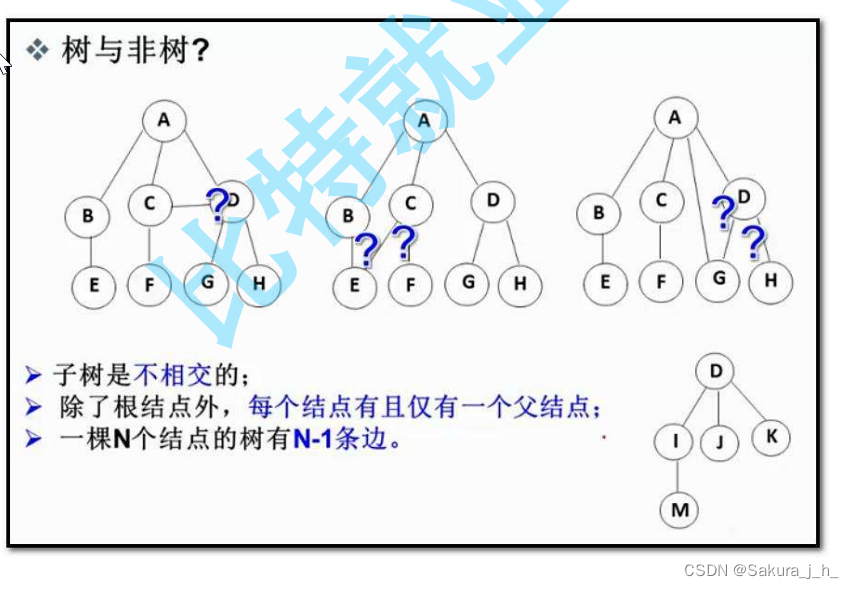 树与非树?
A
A
A
B
C
?
D
B
C
D
B
C
?
D
?
?
?
E
F
G
H
E
F
G
H
E
F
G
H
比特就业
子树是不相交的;
除了根结点外，每个结点有且仅有一个父结点;
一棵N个结点的树有N-1条边。
D
I
J
K
M
CSDN @Sakura_j_h_